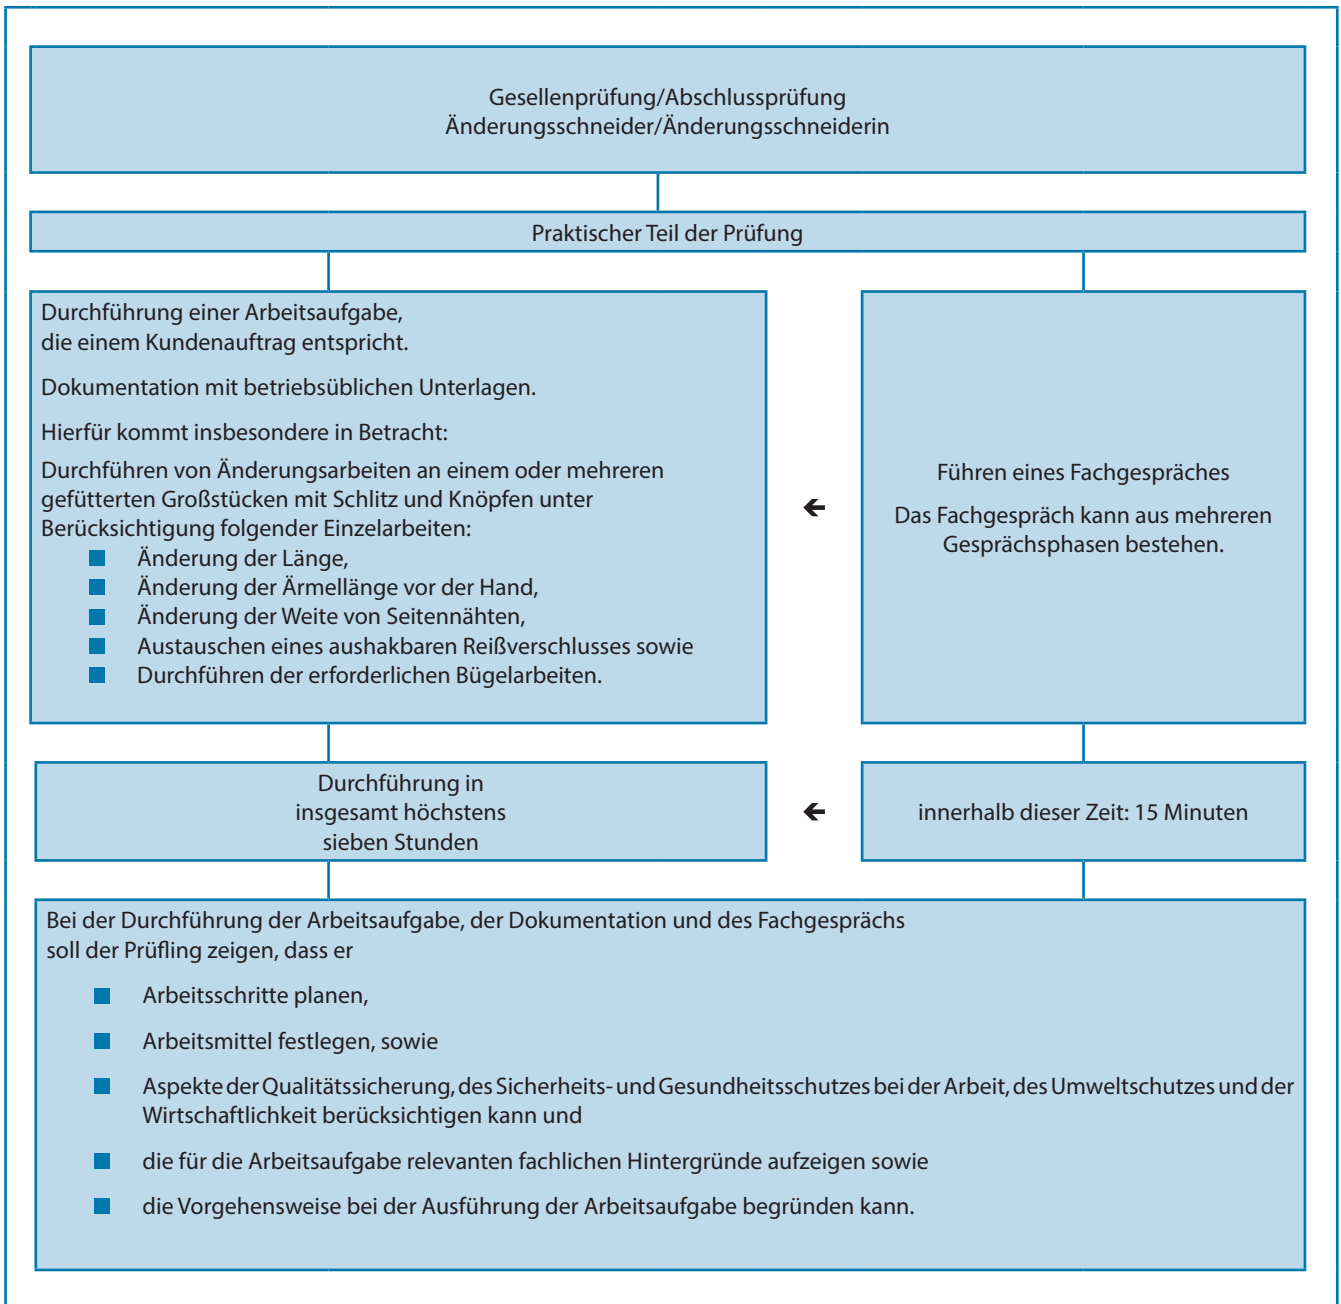 Gesellenprüfung/Abschlussprüfung
Änderungsschneider/Änderungsschneiderin
Praktischer Teil der Prüfung
Durchführung einer Arbeitsaufgabe,
die einem Kundenauftrag entspricht.
Dokumentation mit betriebsüblichen Unterlagen.
Hierfür kommt insbesondere in Betracht:
Durchführen von Änderungsarbeiten an einem oder mehreren
gefütterten Großstücken mit Schlitz und Knöpfen unter
Berücksichtigung folgender Einzelarbeiten:
Änderung der Länge,
Änderung der Ärmellänge vor der Hand,
Änderung der Weite von Seitennähten,
Austauschen eines aushakbaren Reißverschlusses sowie
Durchführen der erforderlichen Bügelarbeiten.
Führen eines Fachgespräches
Das Fachgespräch kann aus mehreren
Gesprächsphasen bestehen.
Durchführung in
insgesamt höchstens
sieben Stunden
innerhalb dieser Zeit: 15 Minuten
Bei der Durchführung der Arbeitsaufgabe, der Dokumentation und des Fachgesprächs
soll der Prüfling zeigen, dass er
Arbeitsschritte planen,
Arbeitsmittel festlegen, sowie
Aspekte der Qualitätssicherung, des Sicherheits- und Gesundheitsschutzes bei der Arbeit, des Umweltschutzes und der
Wirtschaftlichkeit berücksichtigen kann und
die für die Arbeitsaufgabe relevanten fachlichen Hintergründe aufzeigen sowie
die Vorgehensweise bei der Ausführung der Arbeitsaufgabe begründen kann.